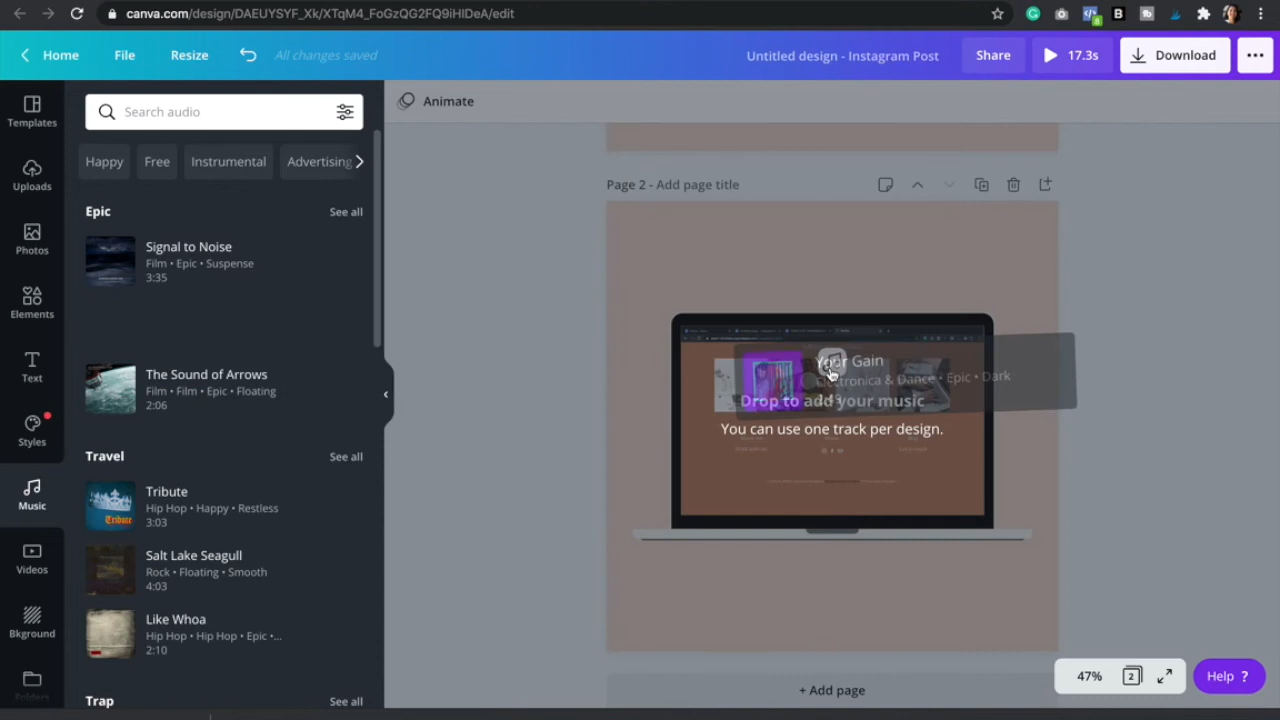 canva.com/design/DAEUYSYF_Xk/XTqM4_FoGzQG2FQ9iHIDeA/edit
Home
File
Resize
All changes saved
Untitled design - Instagram Post
Share
17.3s
Download
Templates
Uploads
Photos
Elements
Text
Styles
Music
Videos
Bkground
Folders
Search audio
Happy
Free
Instrumental
Advertising
Epic
See all
Signal to Noise
Film • Epic • Suspense
3:35
The Sound of Arrows
Film • Film • Epic • Floating
2:06
Travel
See all
Tribute
Hip Hop • Happy • Restless
3:03
Salt Lake Seagull
Rock • Floating • Smooth
4:03
Like Whoa
Hip Hop • Hip Hop • Epic •...
2:10
Trap
See all
Animate
Page 2 - Add page title
Your Gain
Electronica & Dance • Epic • Dark
Drop to add your music
You can use one track per design.
+ Add page
47%
2
Help ?